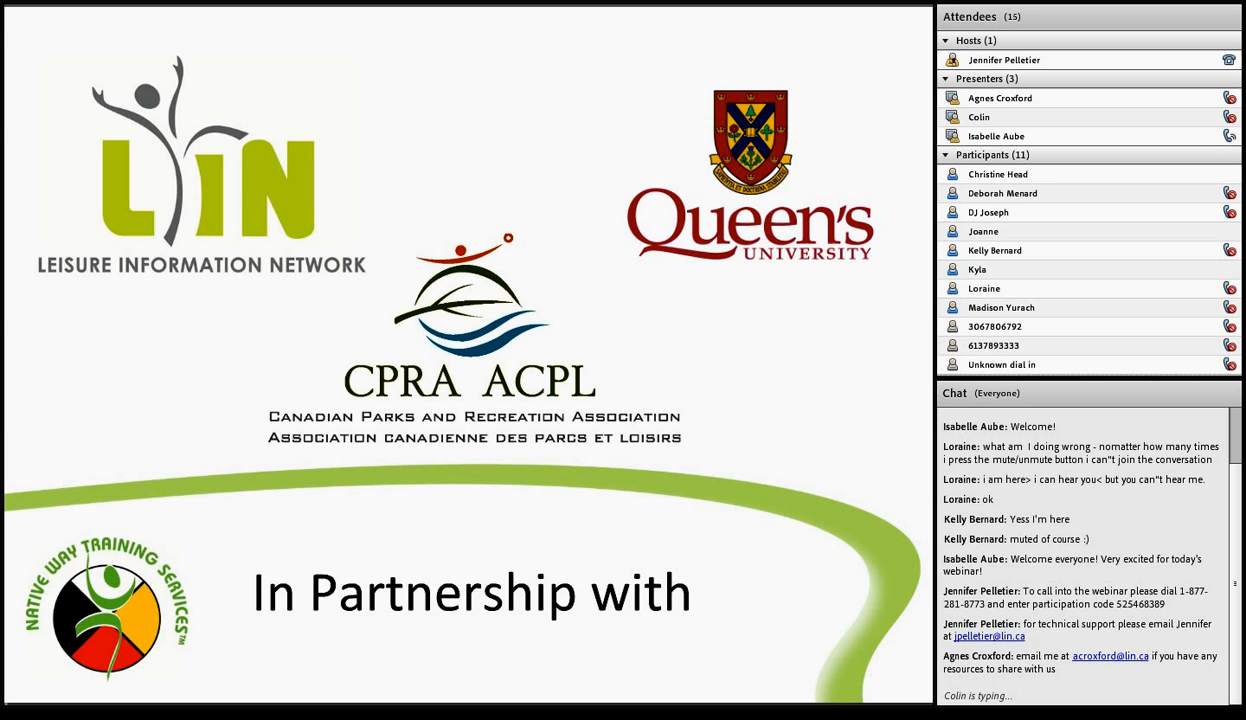 LIN
LEISURE INFORMATION NETWORK
Queen's
UNIVERSITY
CPRA ACPL
CANADIAN PARKS AND RECREATION ASSOCIATION
ASSOCIATION CANADIENNE DES PARCS ET LOISIRS
NATIVE WAY TRAINING SERVICES™
In Partnership with
Attendees (15)
Hosts (1)
Jennifer Pelletier
Presenters (3)
Agnes Croxford
Colin
Isabelle Aube
Participants (11)
Christine Head
Deborah Menard
DJ Joseph
Joanne
Kelly Bernard
Kyla
Loraine
Madison Yurach
3067806792
6137893333
Unknown dial in
Chat (Everyone)
Isabelle Aube: Welcome!
Loraine: what am I doing wrong - nomatter how many times
i press the mute/unmute button i can"t join the conversation
Loraine: i am here> i can hear you< but you can"t hear me.
Loraine: ok
Kelly Bernard: Yess I'm here
Kelly Bernard: muted of course :)
Isabelle Aube: Welcome everyone! Very excited for today's
webinar!
Jennifer Pelletier: To call into the webinar please dial 1-877-
281-8773 and enter participation code 525468389
Jennifer Pelletier: for technical support please email Jennifer
at jpelletier@lin.ca
Agnes Croxford: email me at acroxford@lin.ca if you have any
resources to share with us
Colin is typing...